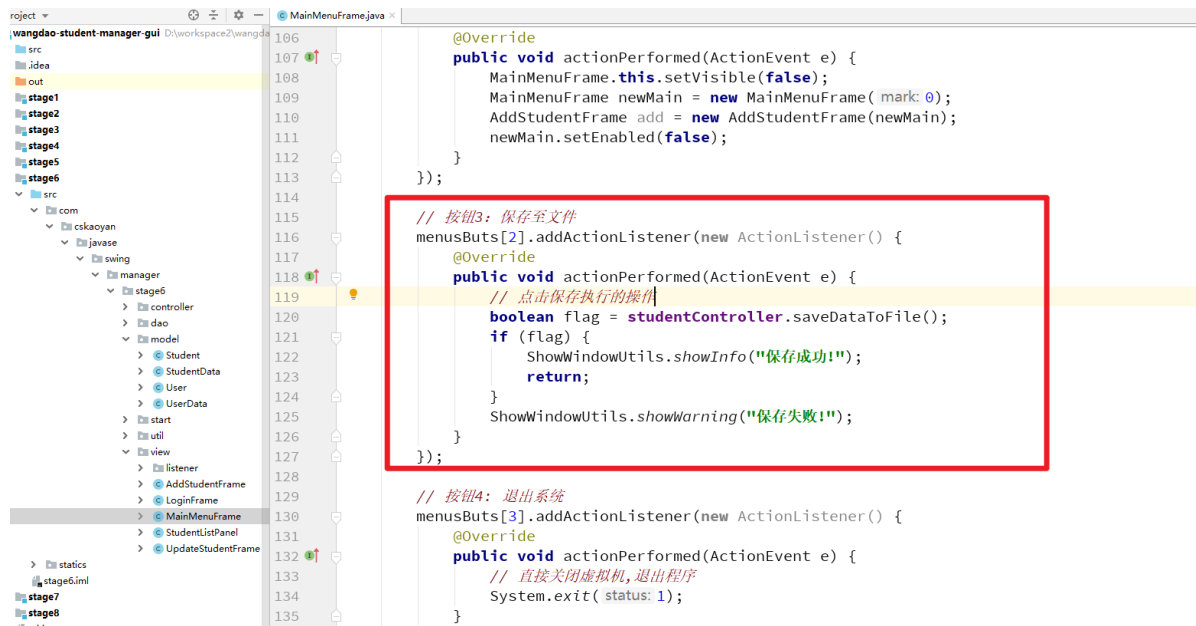 roject
MainMenuFrame.java
wangdao-student-manager-gui D:\workspace2\wangda
src
.idea
out
stage1
stage2
stage3
stage4
stage5
stage6
src
com
cskaoyan
javase
swing
manager
stage6
controller
dao
model
Student
StudentData
User
UserData
start
util
view
listener
AddStudentFrame
LoginFrame
MainMenuFrame
StudentListPanel
UpdateStudentFrame
statics
stage6.iml
stage7
stage8
106 @Override
107 public void actionPerformed(ActionEvent e) {
108 MainMenuFrame.this.setVisible(false);
109 MainMenuFrame newMain = new MainMenuFrame( mark: 0);
110 AddStudentFrame add = new AddStudentFrame(newMain);
111 newMain.setEnabled(false);
112 }
113 });
114
115 // 按钮3: 保存至文件
116 menusButs[2].addActionListener(new ActionListener() {
117 @Override
118 public void actionPerformed(ActionEvent e) {
119 // 点击保存执行的操作
120 boolean flag = studentController.saveDataToFile();
121 if (flag) {
122 ShowWindowUtils.showInfo("保存成功!");
123 return;
124 }
125 ShowWindowUtils.showWarning("保存失败!");
126 }
127 });
128
129 // 按钮4: 退出系统
130 menusButs[3].addActionListener(new ActionListener() {
131 @Override
132 public void actionPerformed(ActionEvent e) {
133 // 直接关闭虚拟机,退出程序
134 System.exit( status: 1);
135 }